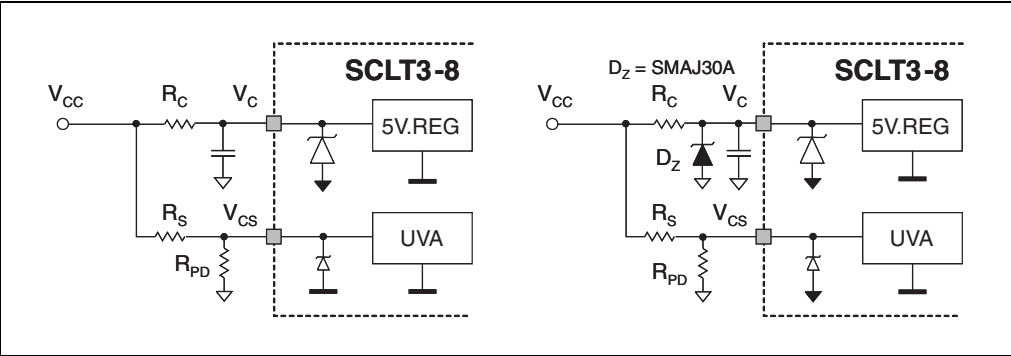 SCLT3-8
V_CC R_C V_C
5V.REG
R_S V_CS
R_PD
UVA
D_Z = SMAJ30A
SCLT3-8
V_CC R_C V_C
D_Z
5V.REG
R_S V_CS
R_PD
UVA